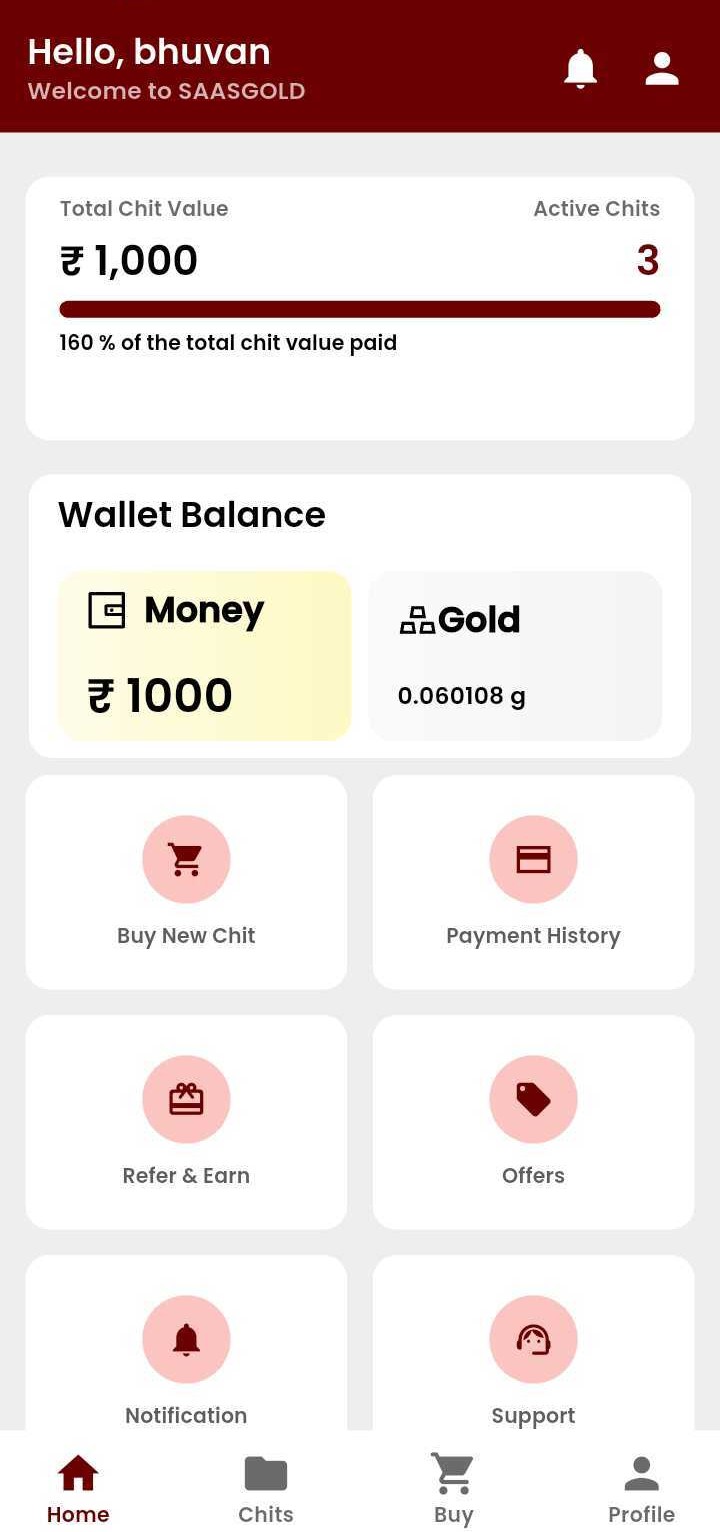 Hello, bhuvan
Welcome to SAASGOLD
Total Chit Value Active Chits
₹ 1,000 3
160 % of the total chit value paid
Wallet Balance
Money Gold
₹ 1000 0.060108 g
Buy New Chit Payment History
Refer & Earn Offers
Notification Support
Home Chits Buy Profile